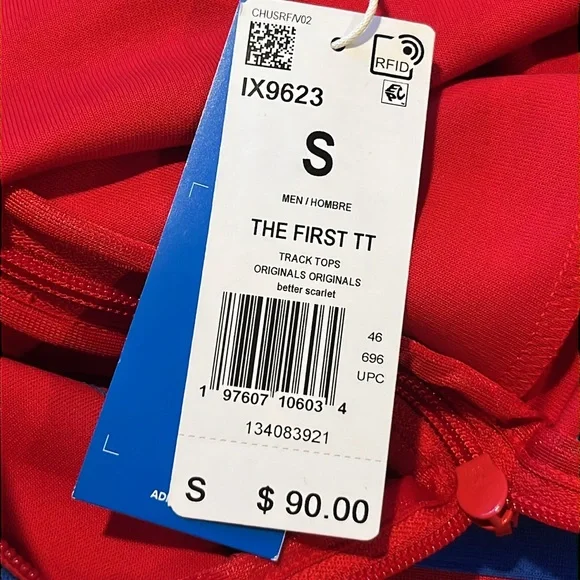 CHUSRF/V02
RFID
IX9623
S
MEN / HOMBRE
THE FIRST TT
TRACK TOPS
ORIGINALS ORIGINALS
better scarlet
46
696
UPC
1 97607 10603 4
134083921
S $ 90.00